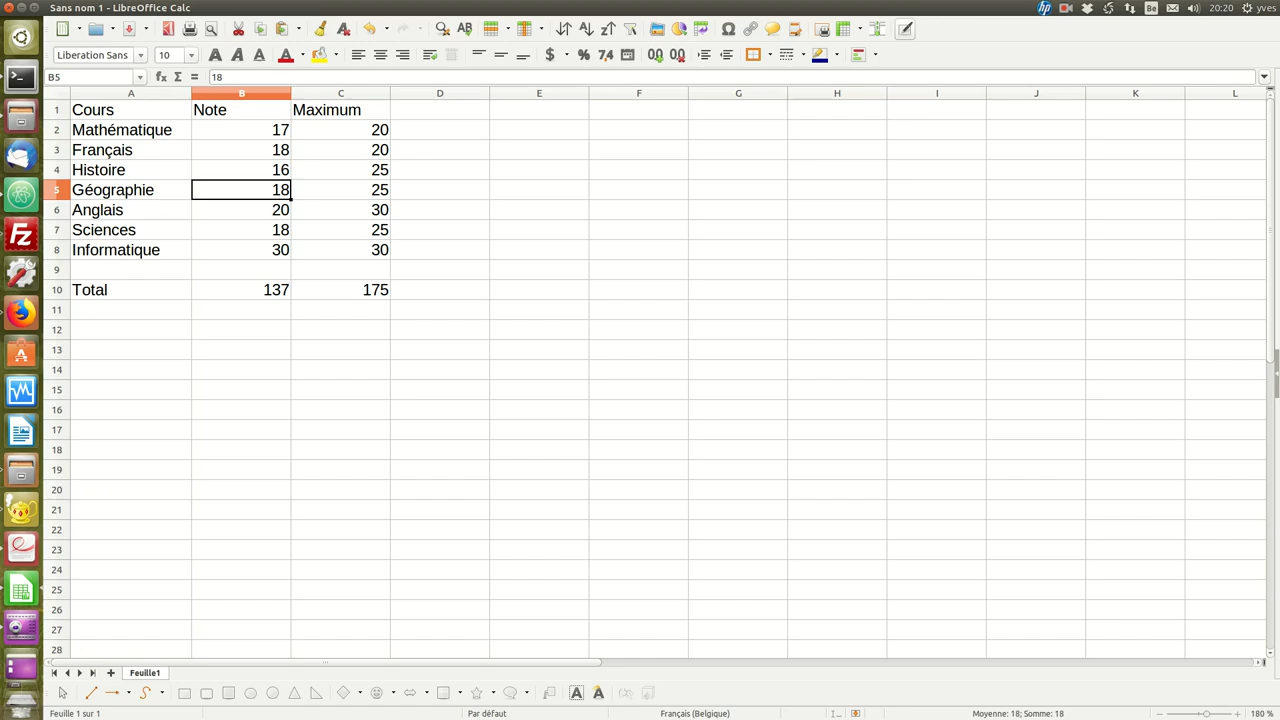 Sans nom 1 - LibreOffice Calc
Be
20:20
yves
Liberation Sans
10
B5
18
A B C D E F G H I J K L
1 Cours Note Maximum
2 Mathématique 17 20
3 Français 18 20
4 Histoire 16 25
5 Géographie 18 25
6 Anglais 20 30
7 Sciences 18 25
8 Informatique 30 30
9
10 Total 137 175
11
12
13
14
15
16
17
18
19
20
21
22
23
24
25
26
27
28
Feuille1
Feuille 1 sur 1
Par défaut
Français (Belgique)
Moyenne: 18; Somme: 18
180 %